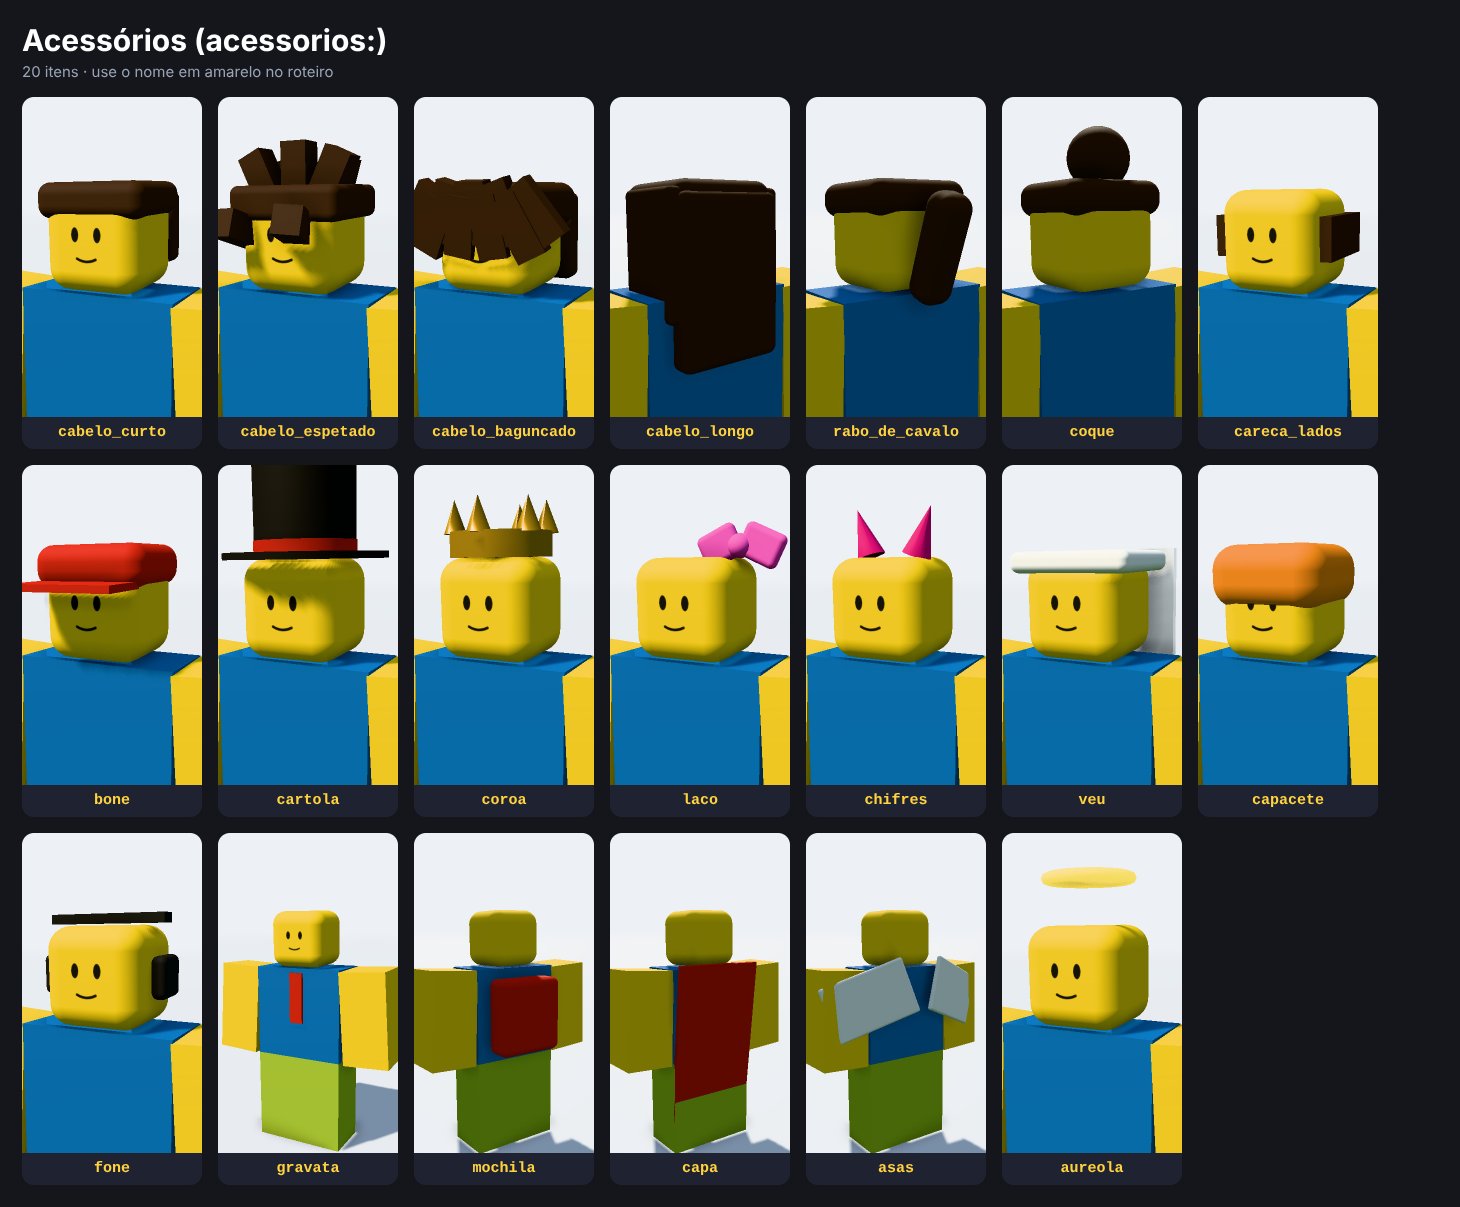 Acessórios (acessorios:)
20 itens · use o nome em amarelo no roteiro
cabelo_curto
cabelo_espetado
cabelo_baguncado
cabelo_longo
rabo_de_cavalo
coque
careca_lados
bone
cartola
coroa
laco
chifres
veu
capacete
fone
gravata
mochila
capa
asas
aureola